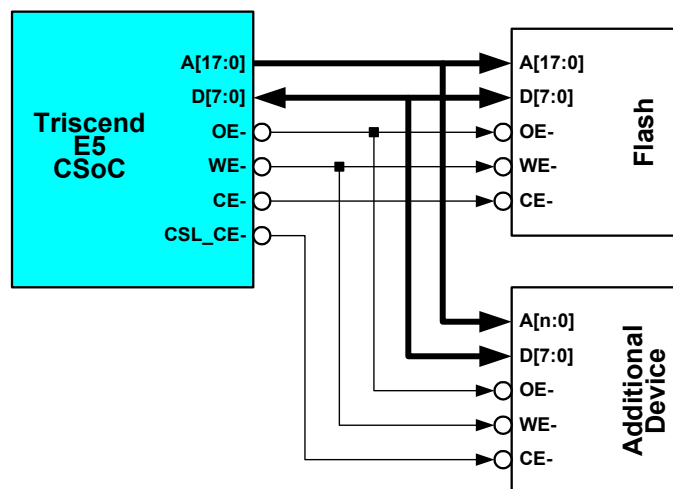 Triscend
E5
CSoC
A[17:0]
D[7:0]
OE-
WE-
CE-
CSL_CE-
A[17:0]
D[7:0]
OE-
WE-
CE-
Flash
A[n:0]
D[7:0]
OE-
WE-
CE-
Additional
Device